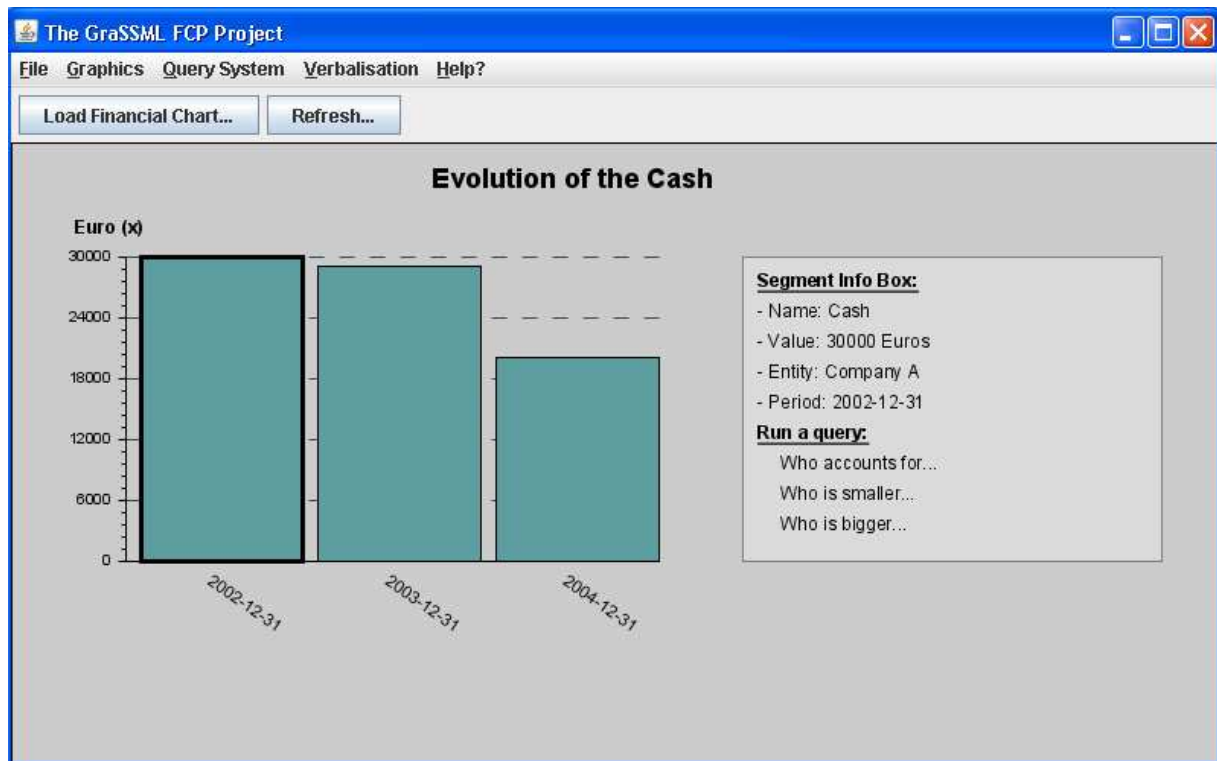 The GraSSML FCP Project
File Graphics Query System Verbalisation Help?
Load Financial Chart... Refresh...
Evolution of the Cash
Euro (x)
30000
24000
18000
12000
6000
0
2002-12-31
2003-12-31
2004-12-31
Segment Info Box:
- Name: Cash
- Value: 30000 Euros
- Entity: Company A
- Period: 2002-12-31
Run a query:
Who accounts for...
Who is smaller...
Who is bigger...